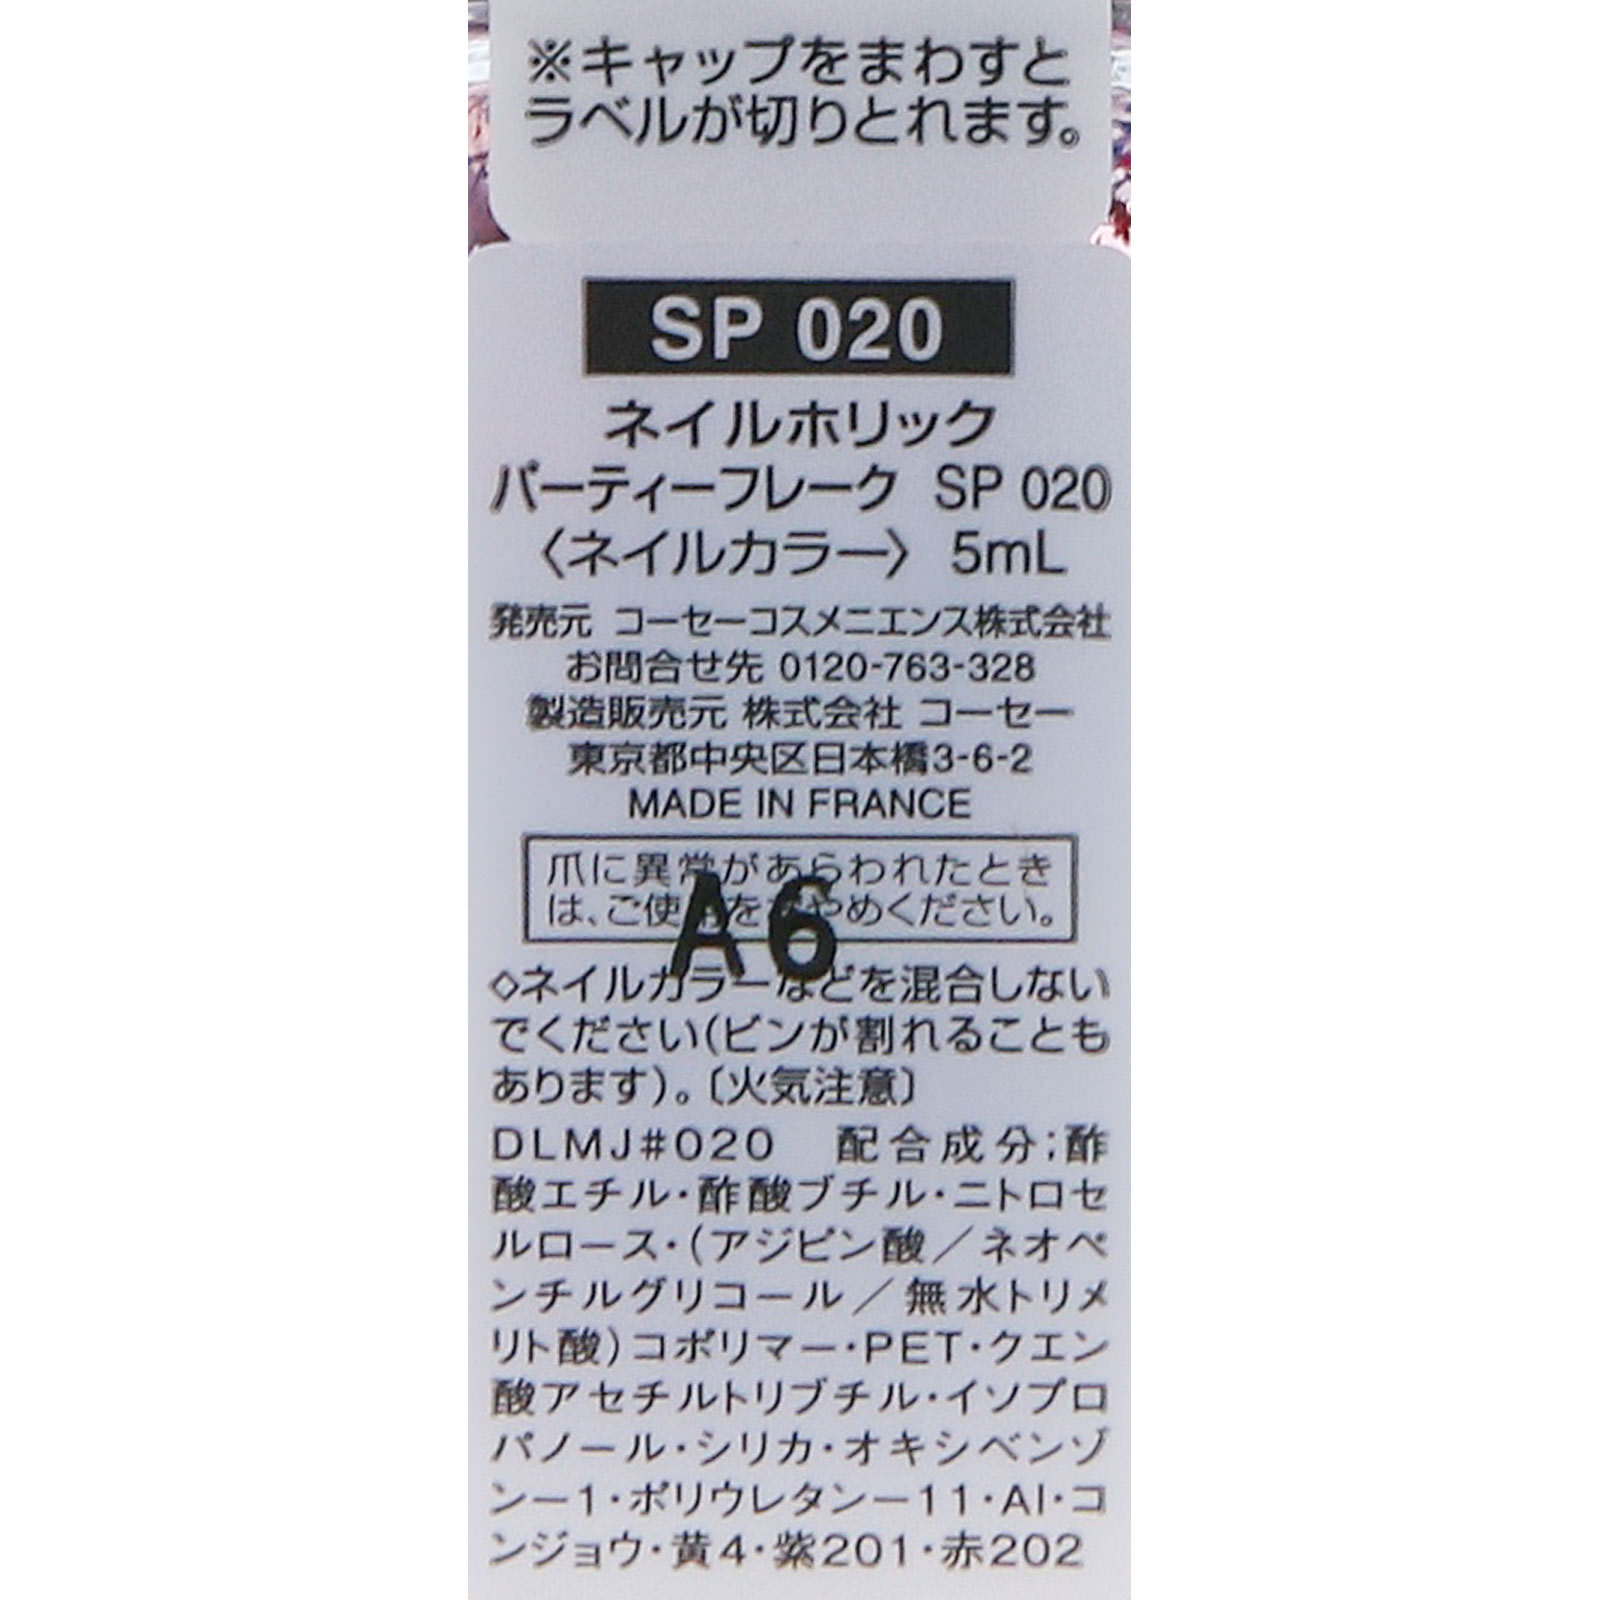 ※キャップをまわすと
ラベルが切りとれます。
SP 020
ネイルホリック
パーティーフレーク SP 020
〈ネイルカラー〉 5mL
発売元 コーセーコスメニエンス株式会社
お問合せ先 0120-763-328
製造販売元 株式会社 コーセー
東京都中央区日本橋3-6-2
MADE IN FRANCE
爪に異常があらわれたとき
は、ご使用をおやめください。
A6
◇ネイルカラーなどを混合しない
でください(ビンが割れることも
あります)。〔火気注意〕
DLMJ#020 配合成分;酢
酸エチル・酢酸ブチル・ニトロセ
ルロース・(アジピン酸/ネオペ
ンチルグリコール/無水トリメ
リト酸)コポリマー・PET・クエン
酸アセチルトリブチル・イソプロ
パノール・シリカ・オキシベンゾ
ン−1・ポリウレタン−11・Al・コ
ンジョウ・黄4・紫201・赤202